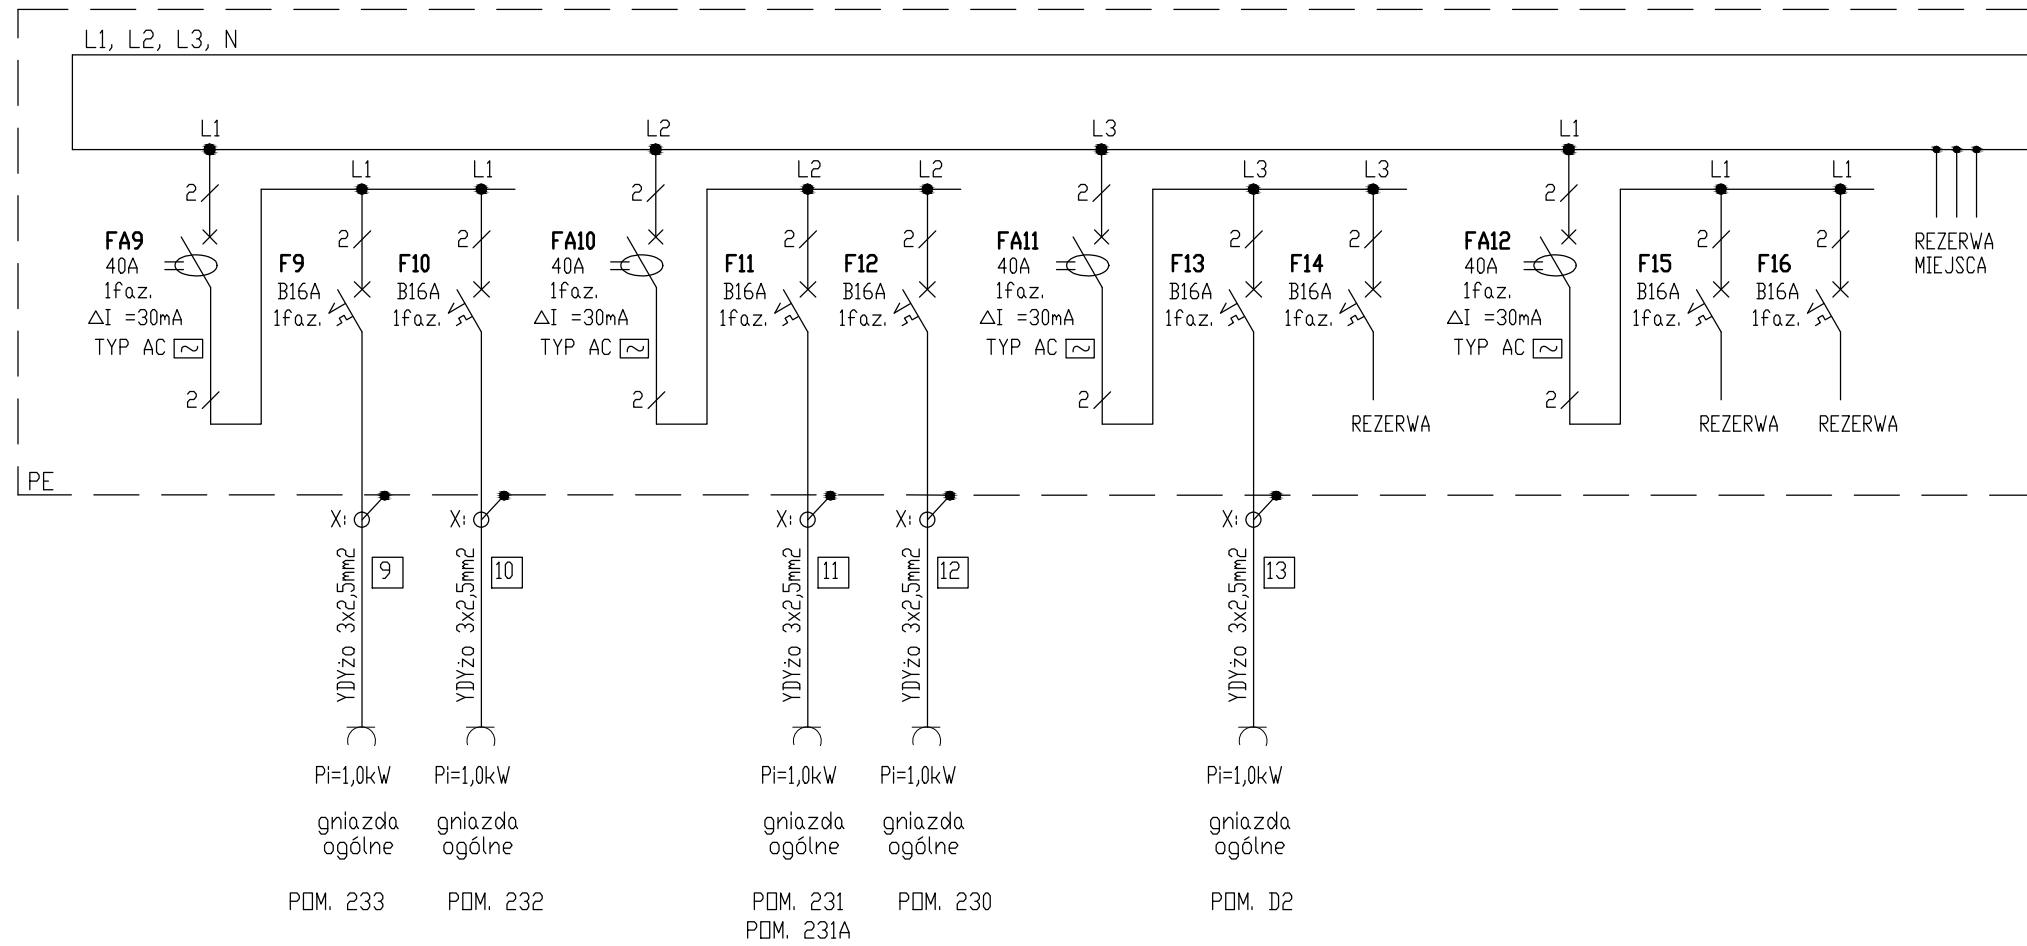 L1, L2, L3, N
L1
L2
L3
L1
L1
L1
L2
L2
L3
L3
L1
L1
2
2
2
2
2
2
2
2
2
2
2
2
FA9
40A
1faz.
ΔI =30mA
TYP AC ~
F9
B16A
1faz.
F10
B16A
1faz.
FA10
40A
1faz.
ΔI =30mA
TYP AC ~
F11
B16A
1faz.
F12
B16A
1faz.
FA11
40A
1faz.
ΔI =30mA
TYP AC ~
F13
B16A
1faz.
F14
B16A
1faz.
FA12
40A
1faz.
ΔI =30mA
TYP AC ~
F15
B16A
1faz.
F16
B16A
1faz.
REZERWA
MIEJSCA
2
2
2
2
REZERWA
REZERWA
REZERWA
PE
X:
X:
X:
X:
X:
YDYżo 3x2,5mm2
9
YDYżo 3x2,5mm2
10
YDYżo 3x2,5mm2
11
YDYżo 3x2,5mm2
12
YDYżo 3x2,5mm2
13
Pi=1,0kW
gniazda
ogólne
POM. 233
Pi=1,0kW
gniazda
ogólne
POM. 232
Pi=1,0kW
gniazda
ogólne
POM. 231
POM. 231A
Pi=1,0kW
gniazda
ogólne
POM. 230
Pi=1,0kW
gniazda
ogólne
POM. D2